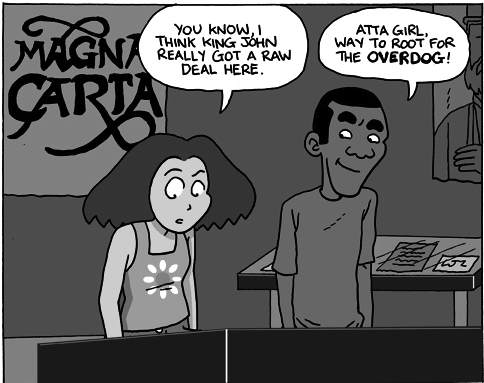 MAGNA
CARTA
YOU KNOW, I
THINK KING JOHN
REALLY GOT A RAW
DEAL HERE.
ATTA GIRL,
WAY TO ROOT FOR
THE OVERDOG!